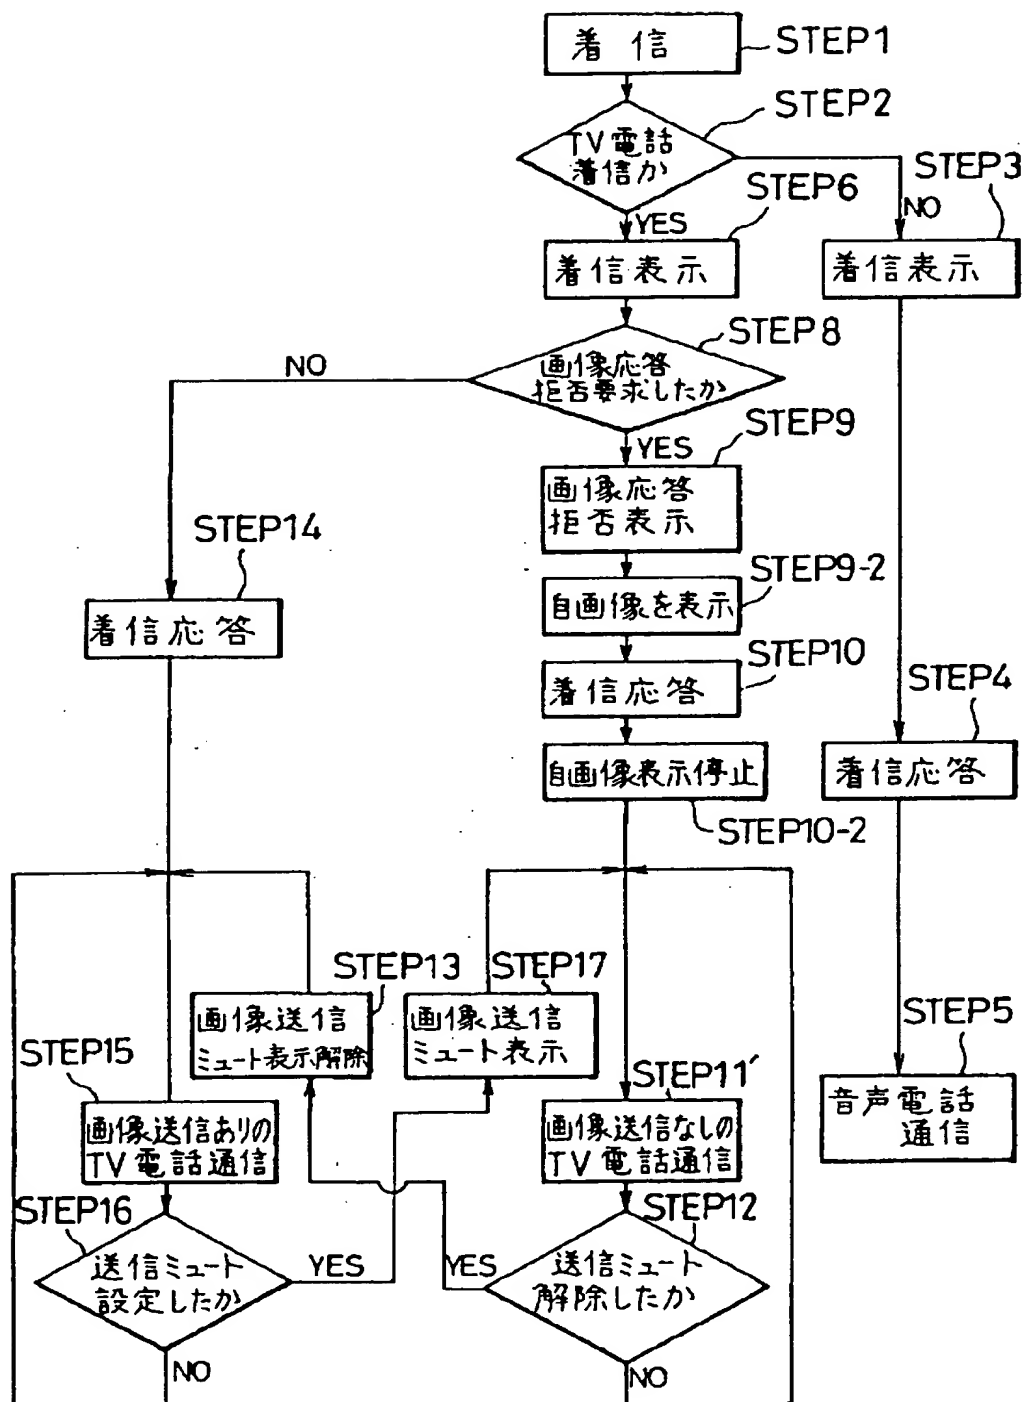 着信
STEP1
TV電話
着信か
STEP2
YES
NO
着信表示
STEP6
着信表示
STEP3
画像応答
拒否要求したか
STEP8
NO
YES
画像応答
拒否表示
STEP9
自画像を表示
STEP9-2
着信応答
STEP10
自画像表示停止
STEP10-2
着信応答
STEP14
着信応答
STEP4
画像送信
ミュート表示解除
STEP13
画像送信
ミュート表示
STEP17
音声電話
通信
STEP5
画像送信ありの
TV電話通信
STEP15
画像送信なしの
TV電話通信
STEP11′
送信ミュート
設定したか
STEP16
YES
NO
送信ミュート
解除したか
STEP12
YES
NO